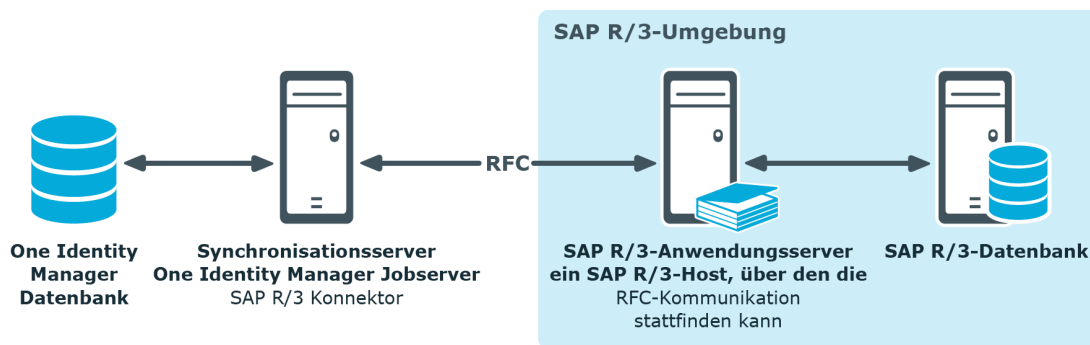 SAP R/3-Umgebung
RFC
One Identity
Manager
Datenbank
Synchronisationsserver
One Identity Manager Jobserver
SAP R/3 Konnektor
SAP R/3-Anwendungsserver
ein SAP R/3-Host, über den die
RFC-Kommunikation
stattfinden kann
SAP R/3-Datenbank